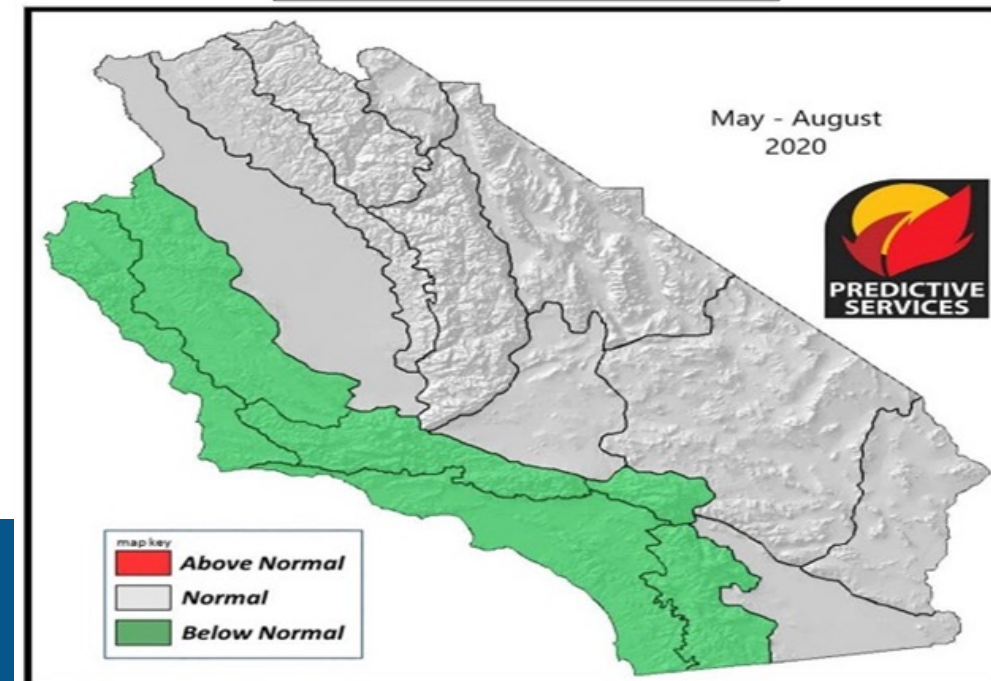 May - August
2020
PREDICTIVE
SERVICES
map key
Above Normal
Normal
Below Normal